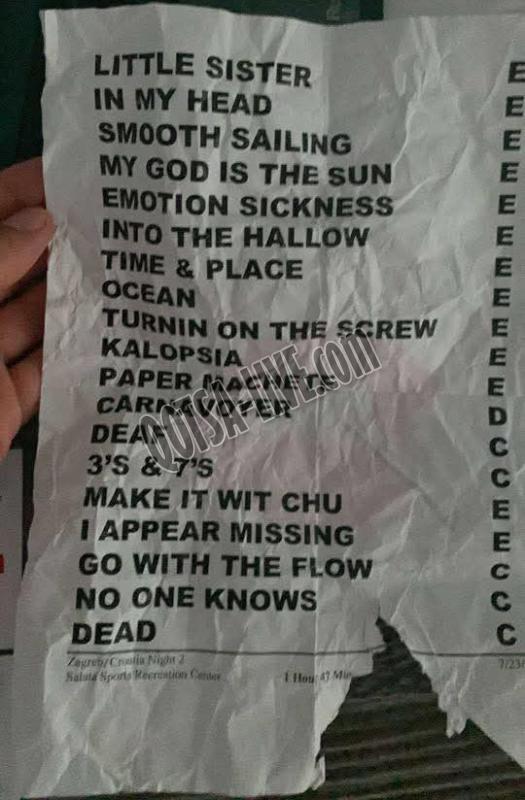 LITTLE SISTER E
IN MY HEAD E
SMOOTH SAILING E
MY GOD IS THE SUN E
EMOTION SICKNESS E
INTO THE HALLOW E
TIME & PLACE E
OCEAN E
TURNIN ON THE SCREW E
KALOPSIA E
PAPER MACHETE E
CARNAVOYER D
DEAF C
3'S & 7'S C
MAKE IT WIT CHU E
I APPEAR MISSING E
GO WITH THE FLOW C
NO ONE KNOWS C
DEAD C
Zagreb/Croatia Night 2 7/23/
Salata Sports Recreation Center 1 Hour 47 Min
QOTSA-LIVE.com